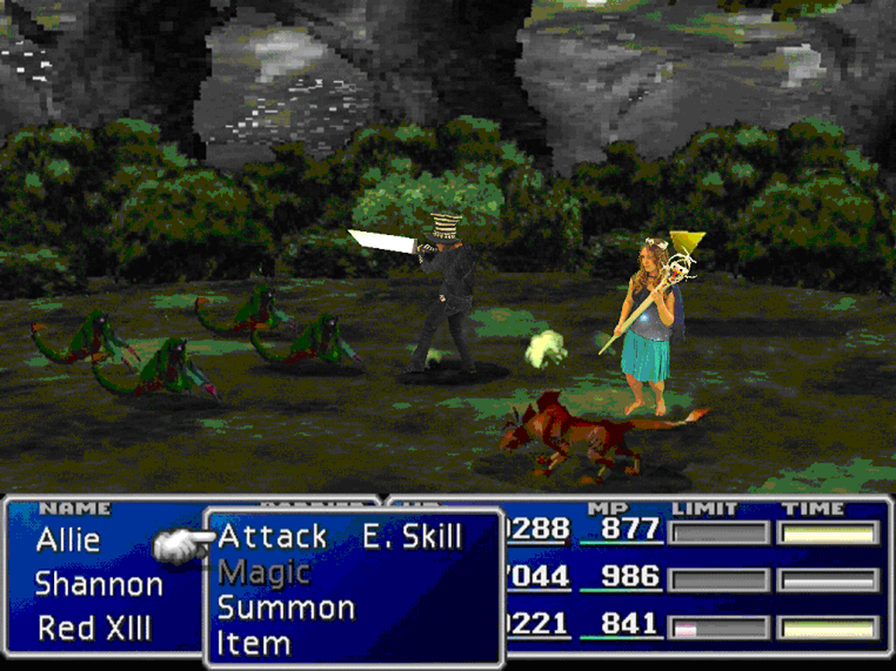 NAME MP LIMIT TIME
Allie Attack E. Skill 877
Magic
Shannon 986
Summon
Red XIII 841
Item